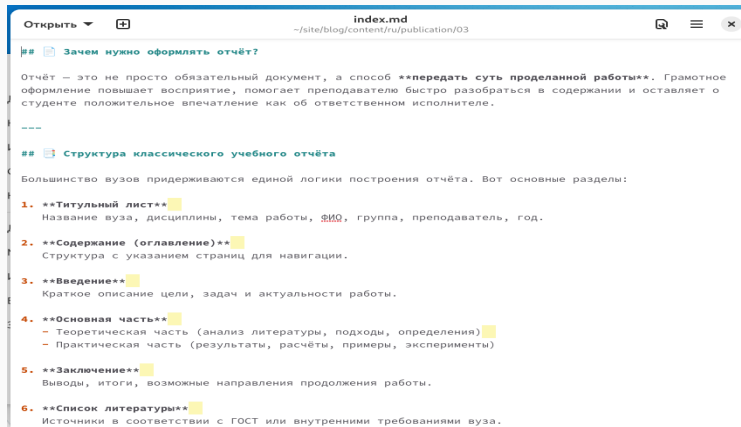 Открыть
index.md
~/site/blog/content/ru/publication/03
## 📄 Зачем нужно оформлять отчёт?
Отчёт — это не просто обязательный документ, а способ **передать суть проделанной работы**. Грамотное
оформление повышает восприятие, помогает преподавателю быстро разобраться в содержании и оставляет о
студенте положительное впечатление как об ответственном исполнителе.
---
## 📑 Структура классического учебного отчёта
Большинство вузов придерживаются единой логики построения отчёта. Вот основные разделы:
1. **Титульный лист**
Название вуза, дисциплины, тема работы, ФИО, группа, преподаватель, год.
2. **Содержание (оглавление)**
Структура с указанием страниц для навигации.
3. **Введение**
Краткое описание цели, задач и актуальности работы.
4. **Основная часть**
- Теоретическая часть (анализ литературы, подходы, определения)
- Практическая часть (результаты, расчёты, примеры, эксперименты)
5. **Заключение**
Выводы, итоги, возможные направления продолжения работы.
6. **Список литературы**
Источники в соответствии с ГОСТ или внутренними требованиями вуза.